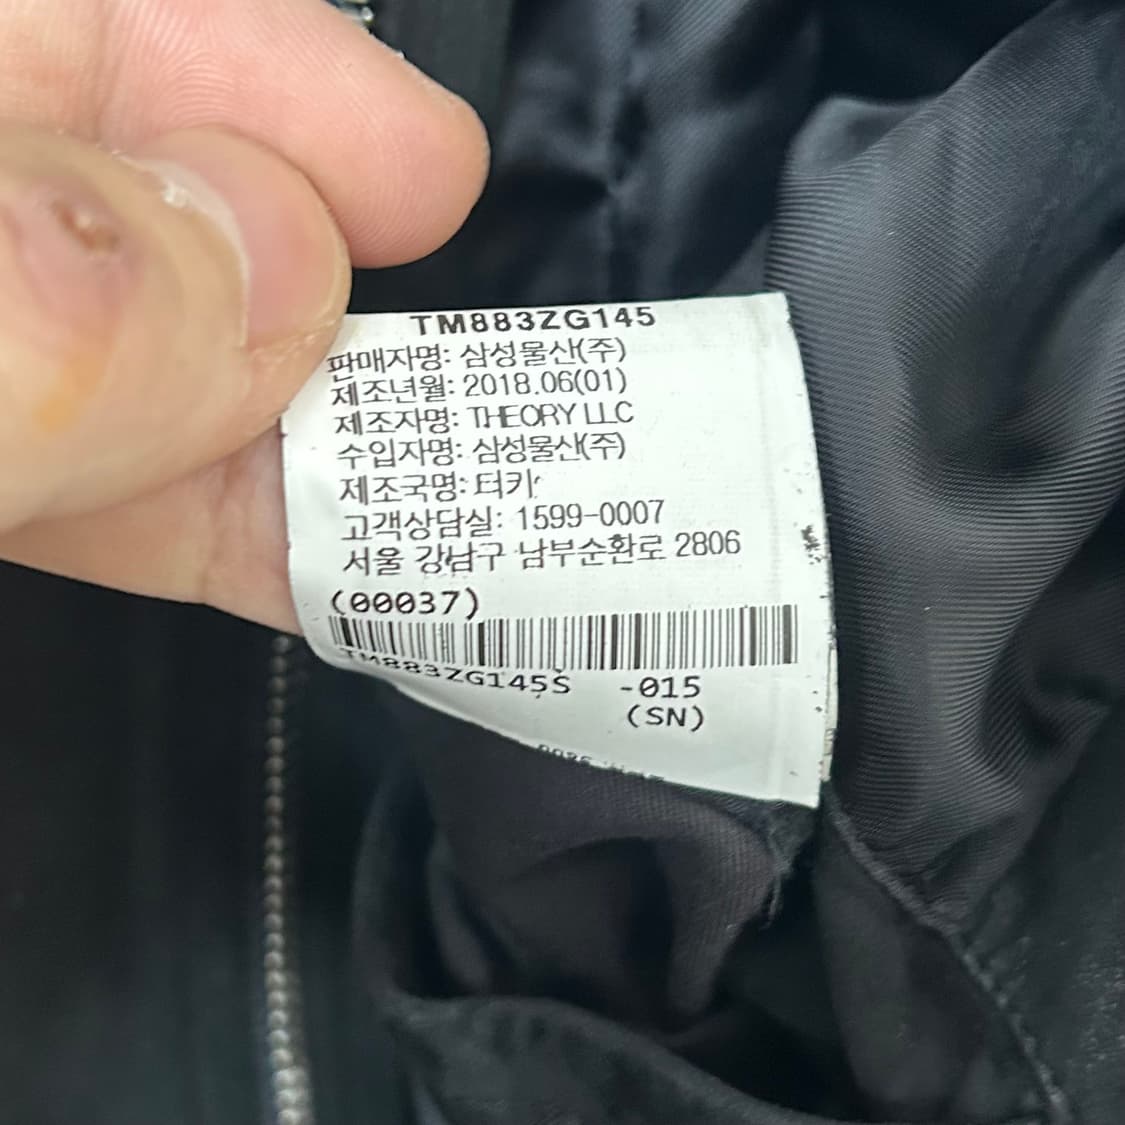 TM883ZG145
판매자명: 삼성물산(주)
제조년월: 2018.06(01)
제조자명: THEORY LLC
수입자명: 삼성물산(주)
제조국명: 터키
고객상담실: 1599-0007
서울 강남구 남부순환로 2806
(00037)
TM883ZG145S -015
(SN)